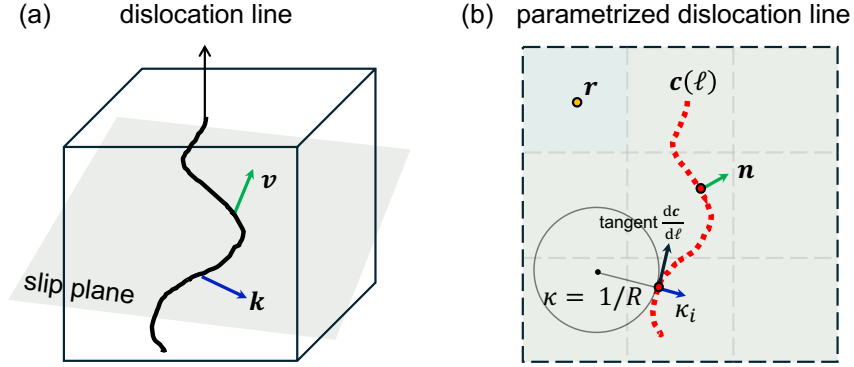 (a) dislocation line
v
slip plane
k
(b) parametrized dislocation line
r
c(ℓ)
n
tangent dc/dℓ
κ = 1/R
κᵢ